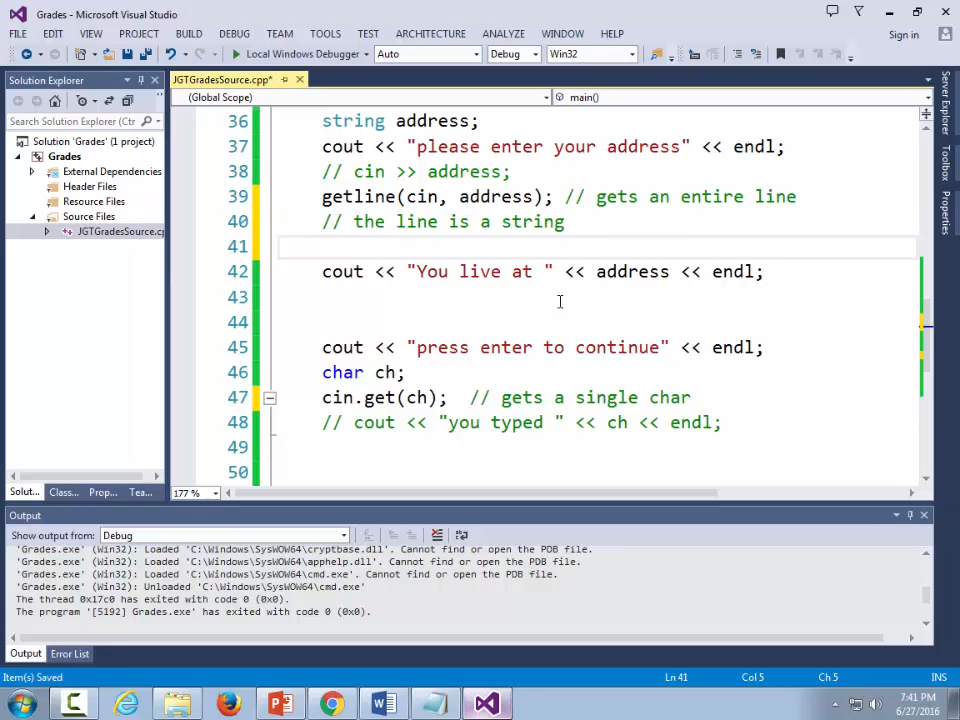 Grades - Microsoft Visual Studio
FILE EDIT VIEW PROJECT BUILD DEBUG TEAM TOOLS TEST ARCHITECTURE ANALYZE WINDOW HELP Sign in
Local Windows Debugger Auto Debug Win32
Solution Explorer
Search Solution Explorer (Ctr
Solution 'Grades' (1 project)
Grades
External Dependencies
Header Files
Resource Files
Source Files
JGTGradesSource.cp
Solut... Class... Prop... Tea...
JGTGradesSource.cpp*
(Global Scope) main()
36 string address;
37 cout << "please enter your address" << endl;
38 // cin >> address;
39 getline(cin, address); // gets an entire line
40 // the line is a string
41
42 cout << "You live at " << address << endl;
43
44
45 cout << "press enter to continue" << endl;
46 char ch;
47 cin.get(ch); // gets a single char
48 // cout << "you typed " << ch << endl;
49
50
177 %
Server Explorer
Toolbox
Properties
Output
Show output from: Debug
'Grades.exe' (Win32): Loaded 'C:\Windows\SysWOW64\cryptbase.dll'. Cannot find or open the PDB file.
'Grades.exe' (Win32): Loaded 'C:\Windows\SysWOW64\apphelp.dll'. Cannot find or open the PDB file.
'Grades.exe' (Win32): Loaded 'C:\Windows\SysWOW64\cmd.exe'. Cannot find or open the PDB file.
'Grades.exe' (Win32): Unloaded 'C:\Windows\SysWOW64\cmd.exe'
The thread 0x17c0 has exited with code 0 (0x0).
The program '[5192] Grades.exe' has exited with code 0 (0x0).
Output Error List
Item(s) Saved Ln 41 Col 5 Ch 5 INS
7:41 PM
6/27/2016